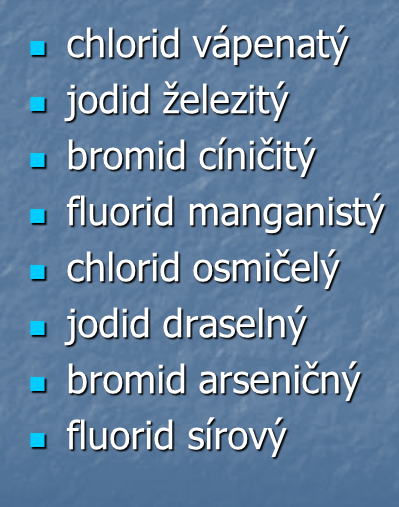 chlorid vápenatý
jodid železitý
bromid cíničitý
fluorid manganistý
chlorid osmičelý
jodid draselný
bromid arseničný
fluorid sírový